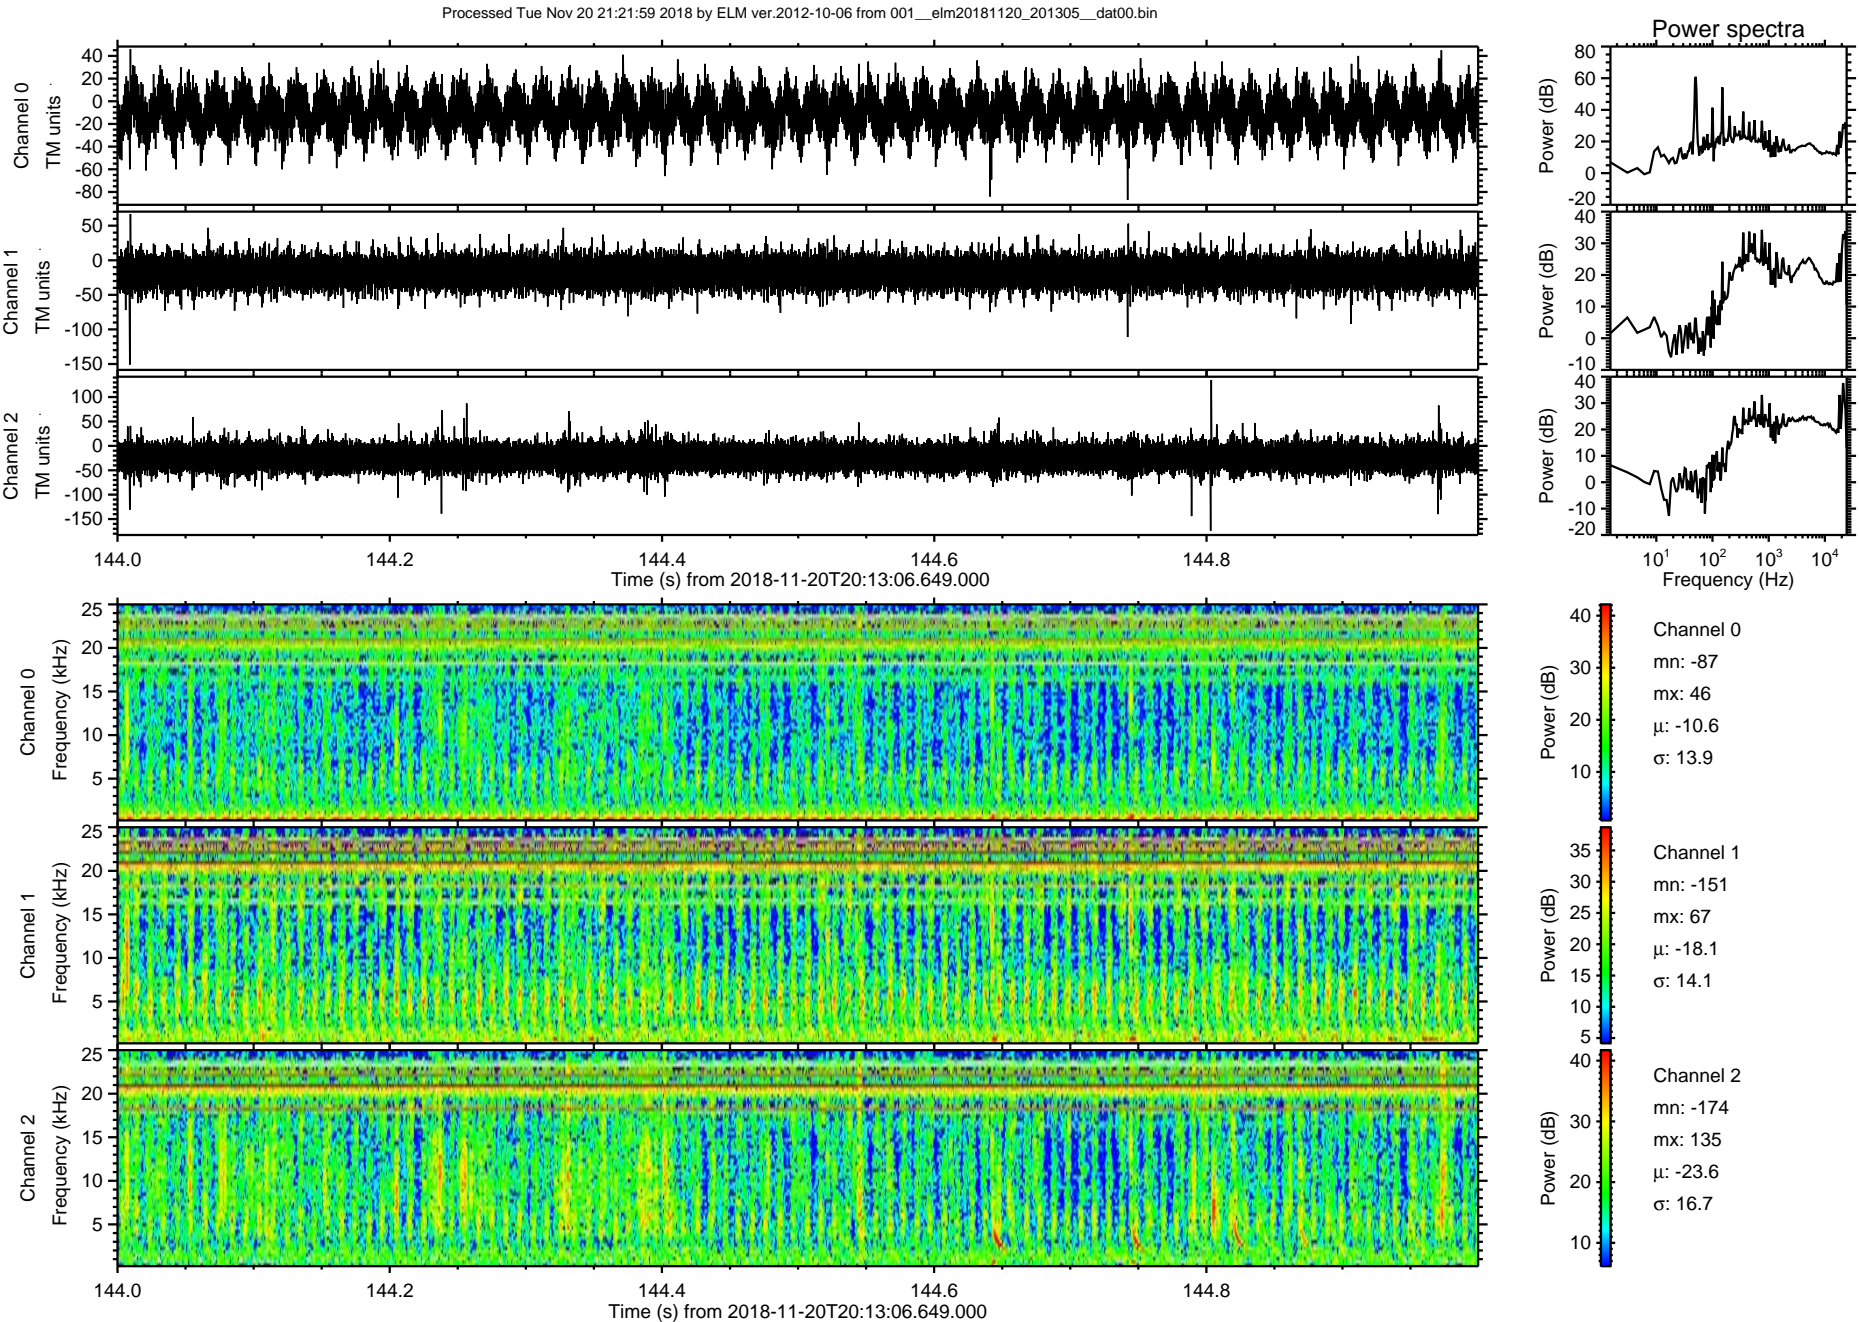 Processed Tue Nov 20 21:21:59 2018 by ELM ver.2012-10-06 from 001__elm20181120_201305__dat00.bin
Power spectra
Channel 0
TM units
40
20
0
-20
-40
-60
-80
Power (dB)
80
60
40
20
0
-20
Channel 1
TM units
50
0
-50
-100
-150
Power (dB)
40
30
20
10
0
-10
Channel 2
TM units
100
50
0
-50
-100
-150
Power (dB)
40
30
20
10
0
-10
-20
144.0 144.2 144.4 144.6 144.8
Time (s) from 2018-11-20T20:13:06.649.000
10^1 10^2 10^3 10^4
Frequency (Hz)
Channel 0
Frequency (kHz)
25
20
15
10
5
Power (dB)
40
30
20
10
Channel 0
mn: -87
mx: 46
μ: -10.6
σ: 13.9
Channel 1
Frequency (kHz)
25
20
15
10
5
Power (dB)
35
30
25
20
15
10
5
Channel 1
mn: -151
mx: 67
μ: -18.1
σ: 14.1
Channel 2
Frequency (kHz)
25
20
15
10
5
Power (dB)
40
30
20
10
Channel 2
mn: -174
mx: 135
μ: -23.6
σ: 16.7
144.0 144.2 144.4 144.6 144.8
Time (s) from 2018-11-20T20:13:06.649.000